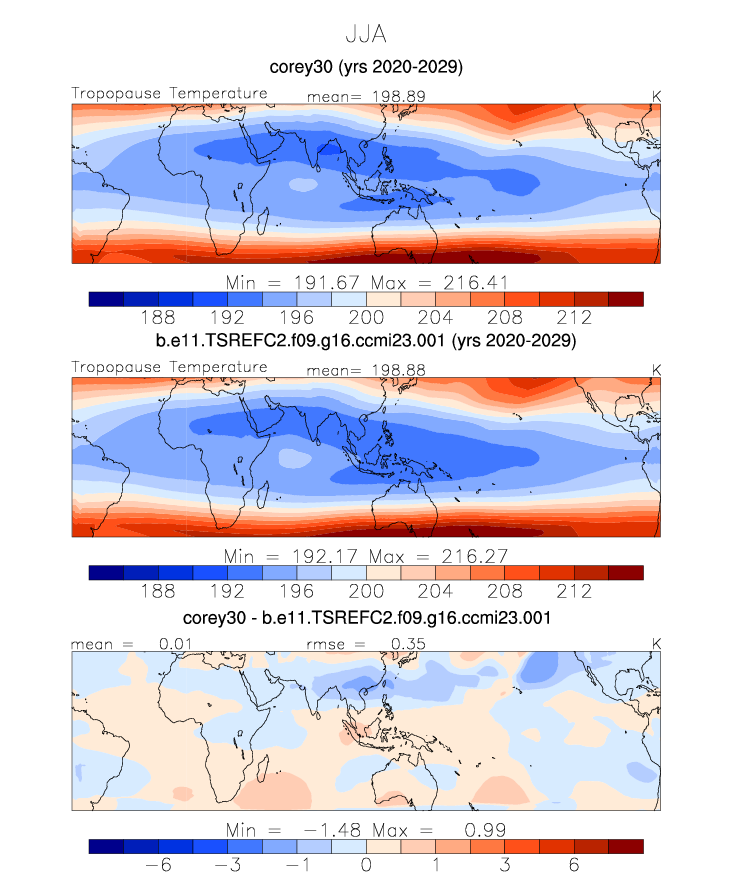 JJA
corey30 (yrs 2020-2029)
Tropopause Temperature mean= 198.89 K
Min = 191.67 Max = 216.41
188 192 196 200 204 208 212
b.e11.TSREFC2.f09.g16.ccmi23.001 (yrs 2020-2029)
Tropopause Temperature mean= 198.88 K
Min = 192.17 Max = 216.27
188 192 196 200 204 208 212
corey30 - b.e11.TSREFC2.f09.g16.ccmi23.001
mean = 0.01 rmse = 0.35 K
Min = -1.48 Max = 0.99
-6 -3 -1 0 1 3 6